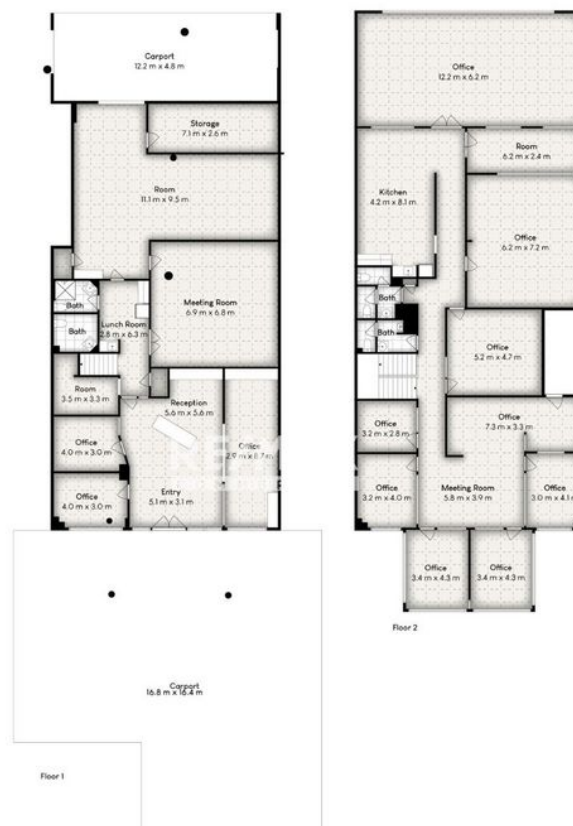 Carport
12.2 m x 4.8 m
Storage
7.1 m x 2.6 m
Room
11.1 m x 9.5 m
Meeting Room
6.9 m x 6.8 m
Bath
Lunch Room
2.8 m x 6.3 m
Bath
Room
3.5 m x 3.3 m
Reception
5.6 m x 5.6 m
Office
4.0 m x 3.0 m
Office
2.9 m x 8.7 m
Office
4.0 m x 3.0 m
Entry
5.1 m x 3.1 m
Carport
16.8 m x 16.4 m
Floor 1
Office
12.2 m x 6.2 m
Room
6.2 m x 2.4 m
Kitchen
4.2 m x 8.1 m
Office
6.2 m x 7.2 m
Bath
Bath
Office
5.2 m x 4.7 m
Office
3.2 m x 2.8 m
Office
7.3 m x 3.3 m
Office
3.2 m x 4.0 m
Meeting Room
5.8 m x 3.9 m
Office
3.0 m x 4.1 m
Office
3.4 m x 4.3 m
Office
3.4 m x 4.3 m
Floor 2